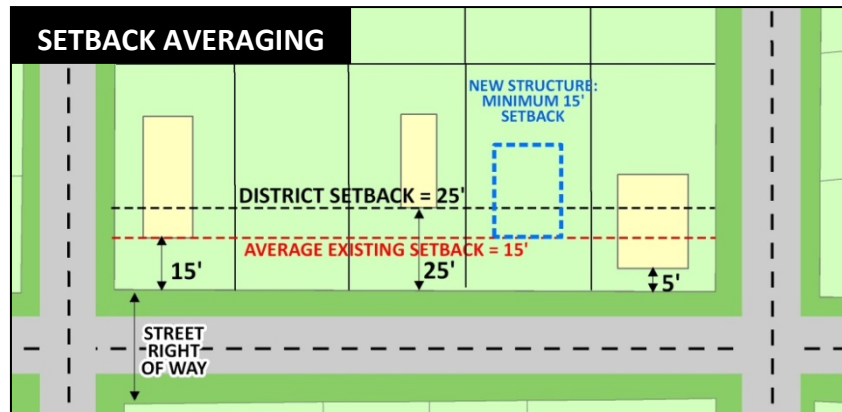 SETBACK AVERAGING
NEW STRUCTURE:
MINIMUM 15'
SETBACK
DISTRICT SETBACK = 25'
AVERAGE EXISTING SETBACK = 15'
15'
25'
5'
STREET
RIGHT
OF WAY